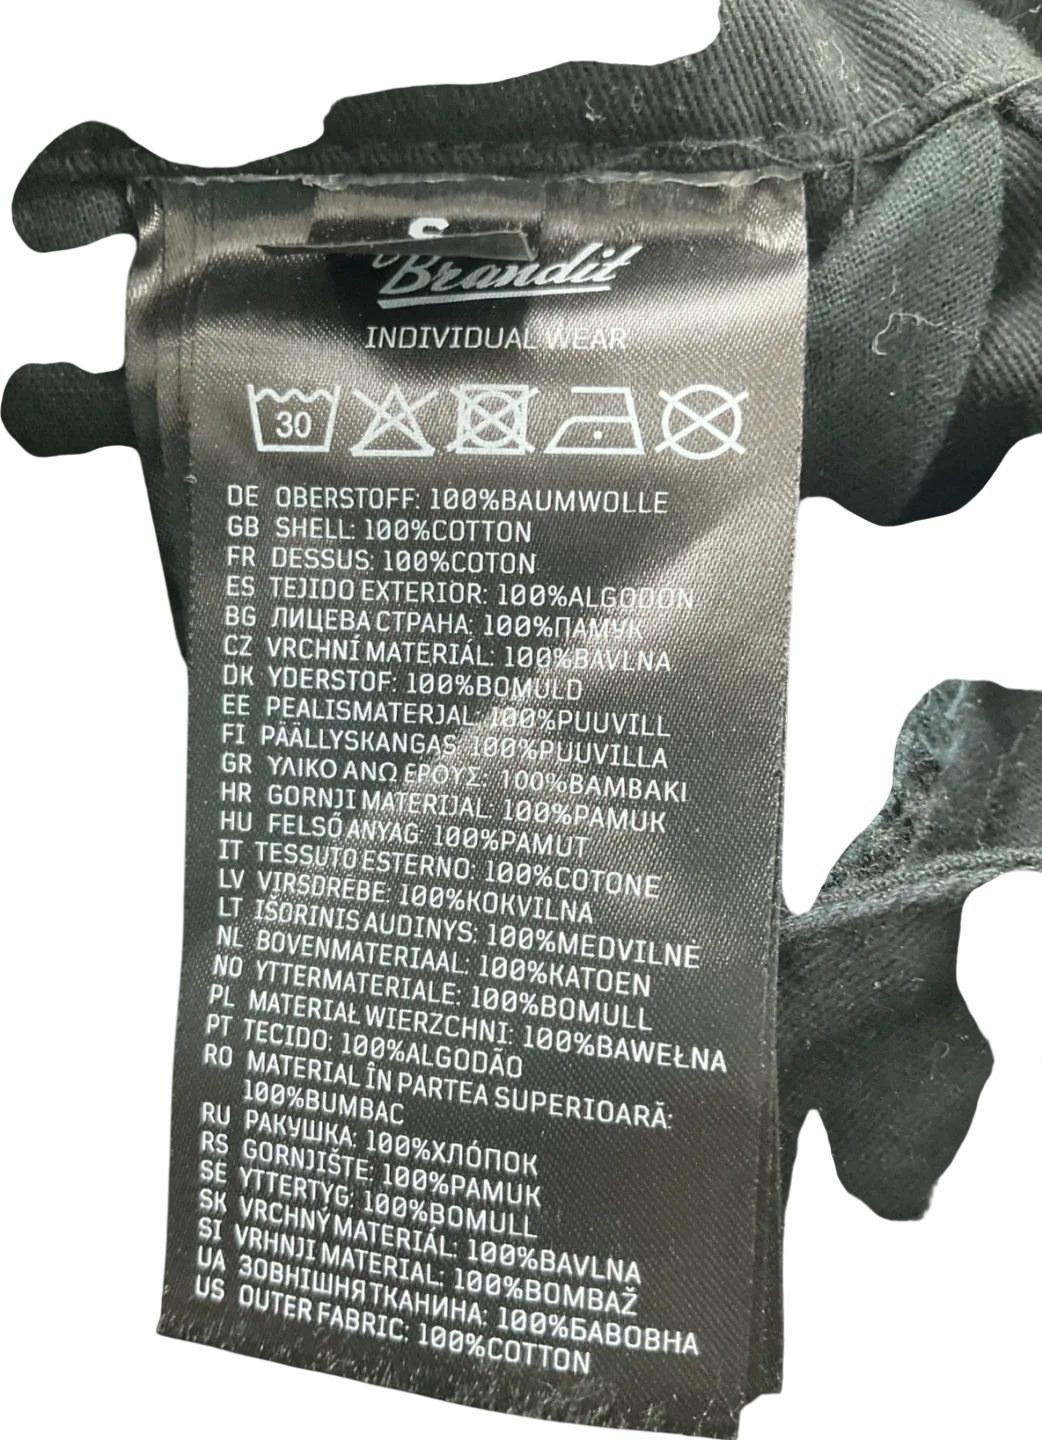 S
Brandit
INDIVIDUAL WEAR
30
DE OBERSTOFF: 100%BAUMWOLLE
GB SHELL: 100%COTTON
FR DESSUS: 100%COTON
ES TEJIDO EXTERIOR: 100%ALGODON
BG ЛИЦЕВА СТРАНА: 100%ПАМУК
CZ VRCHNÍ MATERIÁL: 100%BAVLNA
DK YDERSTOF: 100%BOMULD
EE PEALISMATERJAL: 100%PUUVILL
FI PÄÄLLYSKANGAS: 100%PUUVILLA
GR ΥΛΙΚΟ ΑΝΩ ΕΡΟΥΣ: 100%BAMBAKI
HR GORNJI MATERIJAL: 100%PAMUK
HU FELSŐ ANYAG: 100%PAMUT
IT TESSUTO ESTERNO: 100%COTONE
LV VIRSDREBE: 100%KOKVILNA
LT IŠORINIS AUDINYS: 100%MEDVILNE
NL BOVENMATERIAAL: 100%KATOEN
NO YTTERMATERIALE: 100%BOMULL
PL MATERIAŁ WIERZCHNI: 100%BAWEŁNA
PT TECIDO: 100%ALGODÃO
RO MATERIAL ÎN PARTEA SUPERIOARĂ:
100%BUMBAC
RU РАКУШКА: 100%ХЛÓПОК
RS GORNJIŠTE: 100%PAMUK
SE YTTERTYG: 100%BOMULL
SK VRCHNÝ MATERIÁL: 100%BAVLNA
SI VRHNJI MATERIAL: 100%BOMBAŽ
UA ЗОВНІШНЯ ТКАНИНА: 100%БАВОВНА
US OUTER FABRIC: 100%COTTON